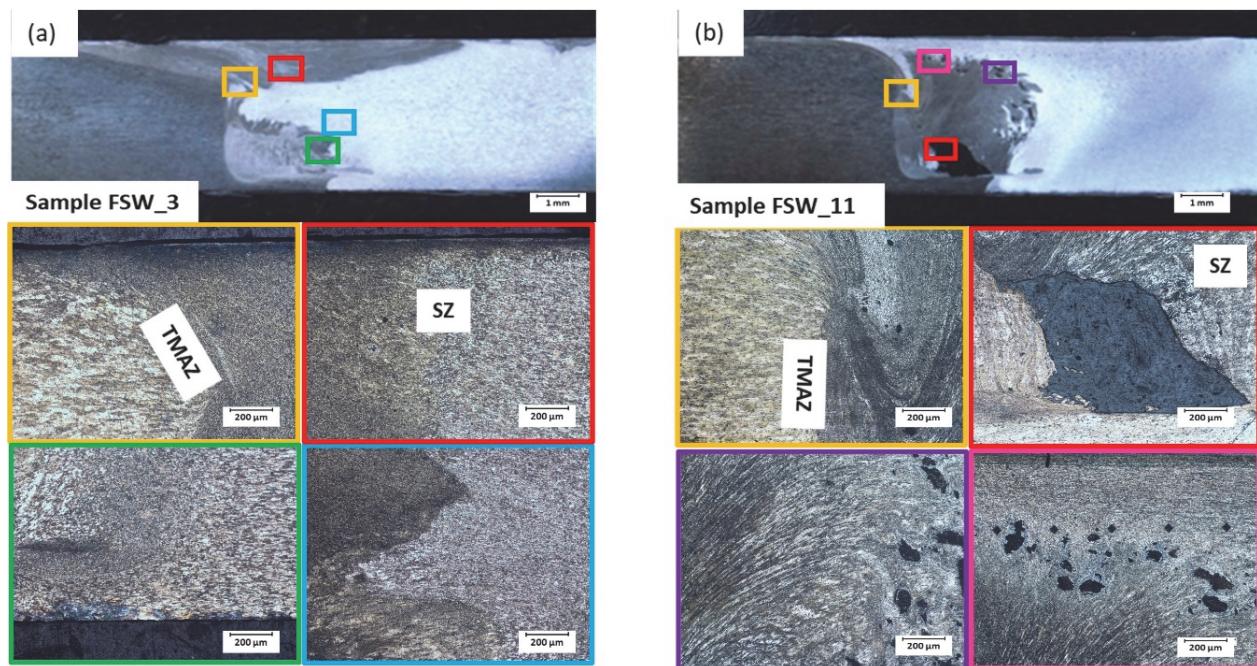 (a)
Sample FSW_3
1 mm
TMAZ
200 µm
SZ
200 µm
200 µm
200 µm
(b)
Sample FSW_11
1 mm
TMAZ
200 µm
SZ
200 µm
200 µm
200 µm